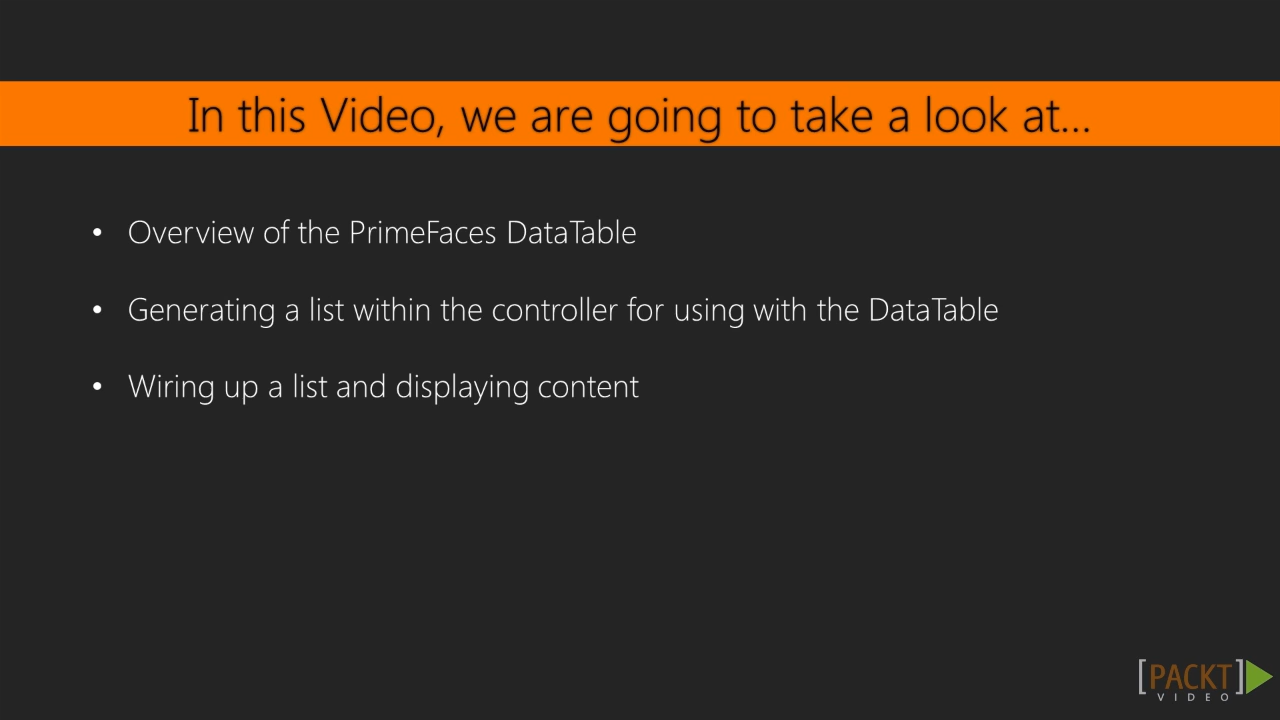 In this Video, we are going to take a look at...
• Overview of the PrimeFaces DataTable
• Generating a list within the controller for using with the DataTable
• Wiring up a list and displaying content
[PACKT]
VIDEO